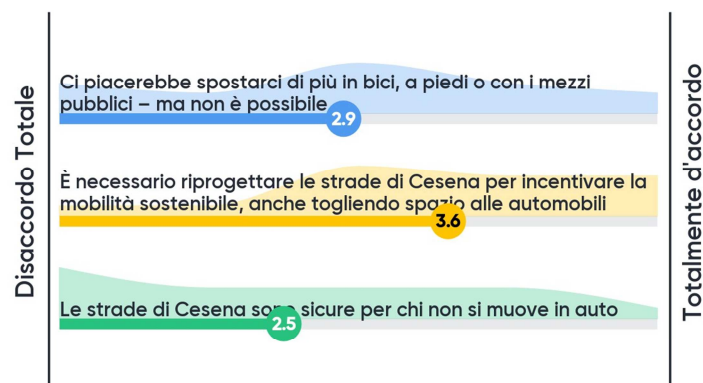 Disaccordo Totale
Ci piacerebbe spostarci di più in bici, a piedi o con i mezzi
pubblici – ma non è possibile
2.9
È necessario riprogettare le strade di Cesena per incentivare la
mobilità sostenibile, anche togliendo spazio alle automobili
3.6
Le strade di Cesena sono sicure per chi non si muove in auto
2.5
Totalmente d'accordo